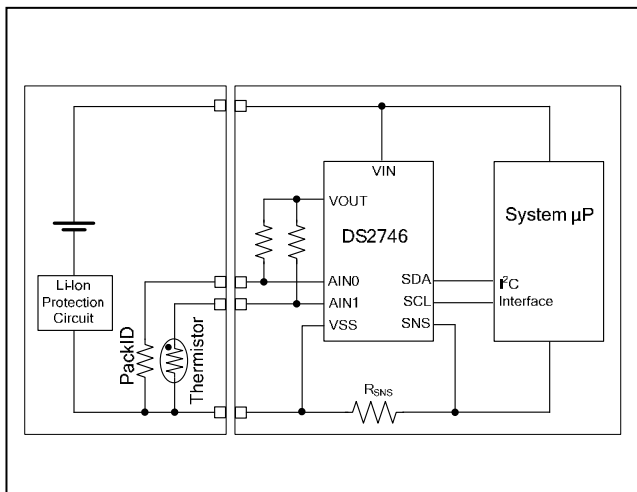 VIN
VOUT
DS2746
System µP
AIN0
AIN1
VSS
SDA
SCL
SNS
I²C
Interface
Li-Ion
Protection
Circuit
PackID
Thermistor
RSNS